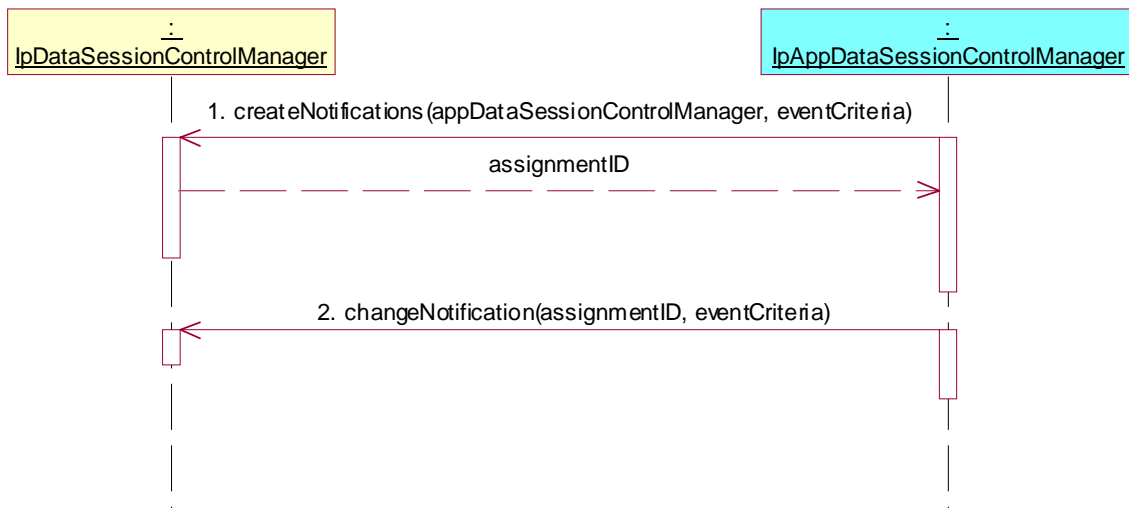 :
IpDataSessionControlManager
:
IpAppDataSessionControlManager
1. createNotifications(appDataSessionControlManager, eventCriteria)
assignmentID
2. changeNotification(assignmentID, eventCriteria)